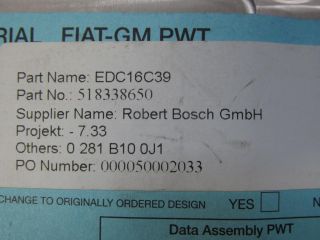 RIAL FIAT-GM PWT
Part Name: EDC16C39
Part No.: 518338650
Supplier Name: Robert Bosch GmbH
Projekt: - 7.33
Others: 0 281 B10 0J1
PO Number: 000050002033
CHANGE TO ORIGINALLY ORDERED DESIGN YES N
Data Assembly PWT